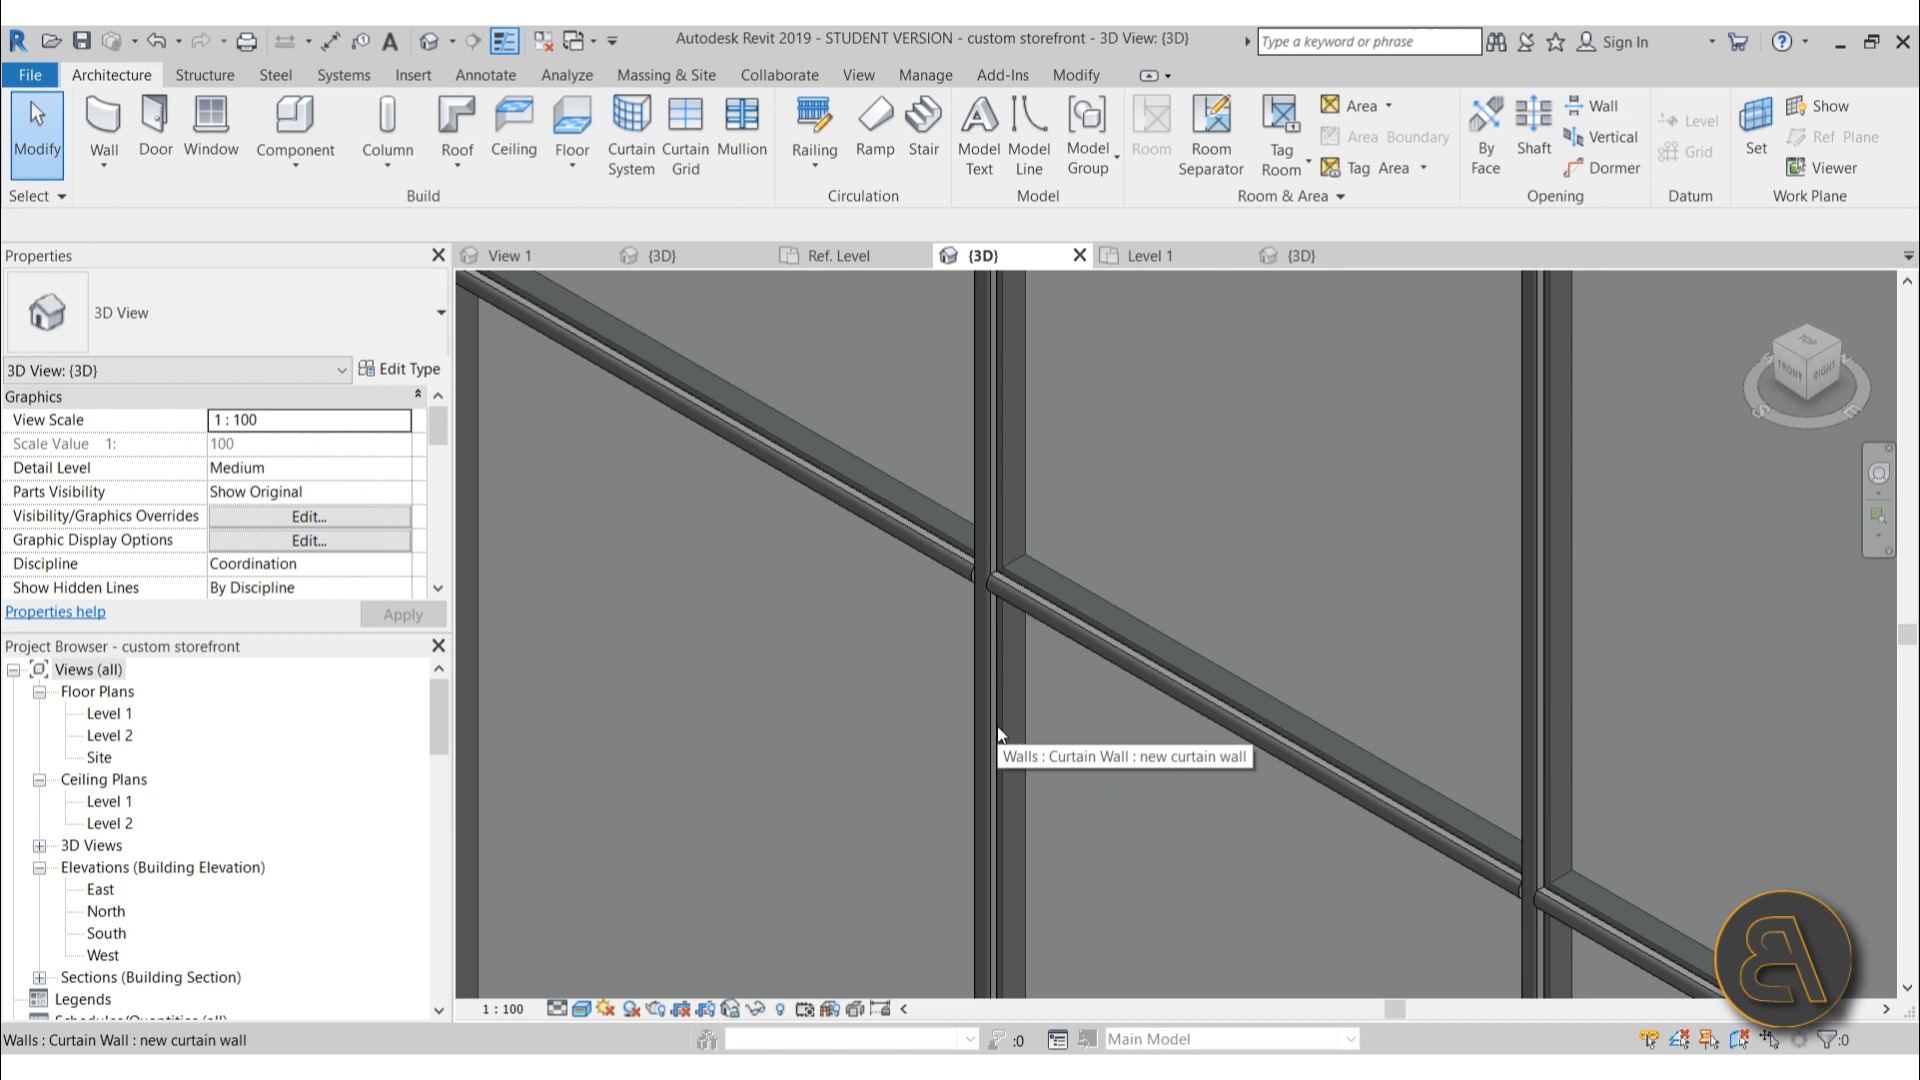 Autodesk Revit 2019 - STUDENT VERSION - custom storefront - 3D View: {3D}
Type a keyword or phrase
Sign In
File Architecture Structure Steel Systems Insert Annotate Analyze Massing & Site Collaborate View Manage Add-Ins Modify
Modify Wall Door Window Component Column Roof Ceiling Floor Curtain System Curtain Grid Mullion Railing Ramp Stair Model Text Model Line Model Group Room Room Separator Tag Room
Area
Area Boundary
Tag Area
By Face
Shaft
Wall
Vertical
Dormer
Level
Grid
Set
Show
Ref Plane
Viewer
Select Build Circulation Model Room & Area Opening Datum Work Plane
Properties
View 1 {3D} Ref. Level {3D} Level 1 {3D}
3D View
3D View: {3D} Edit Type
Graphics
View Scale 1 : 100
Scale Value 1: 100
Detail Level Medium
Parts Visibility Show Original
Visibility/Graphics Overrides Edit...
Graphic Display Options Edit...
Discipline Coordination
Show Hidden Lines By Discipline
Properties help Apply
Project Browser - custom storefront
Views (all)
Floor Plans
Level 1
Level 2
Site
Ceiling Plans
Level 1
Level 2
3D Views
Elevations (Building Elevation)
East
North
South
West
Sections (Building Section)
Legends
Schedules/Quantities (all)
TOP
FRONT RIGHT
S E
Walls : Curtain Wall : new curtain wall
1 : 100
Walls : Curtain Wall : new curtain wall
:0
Main Model
:0